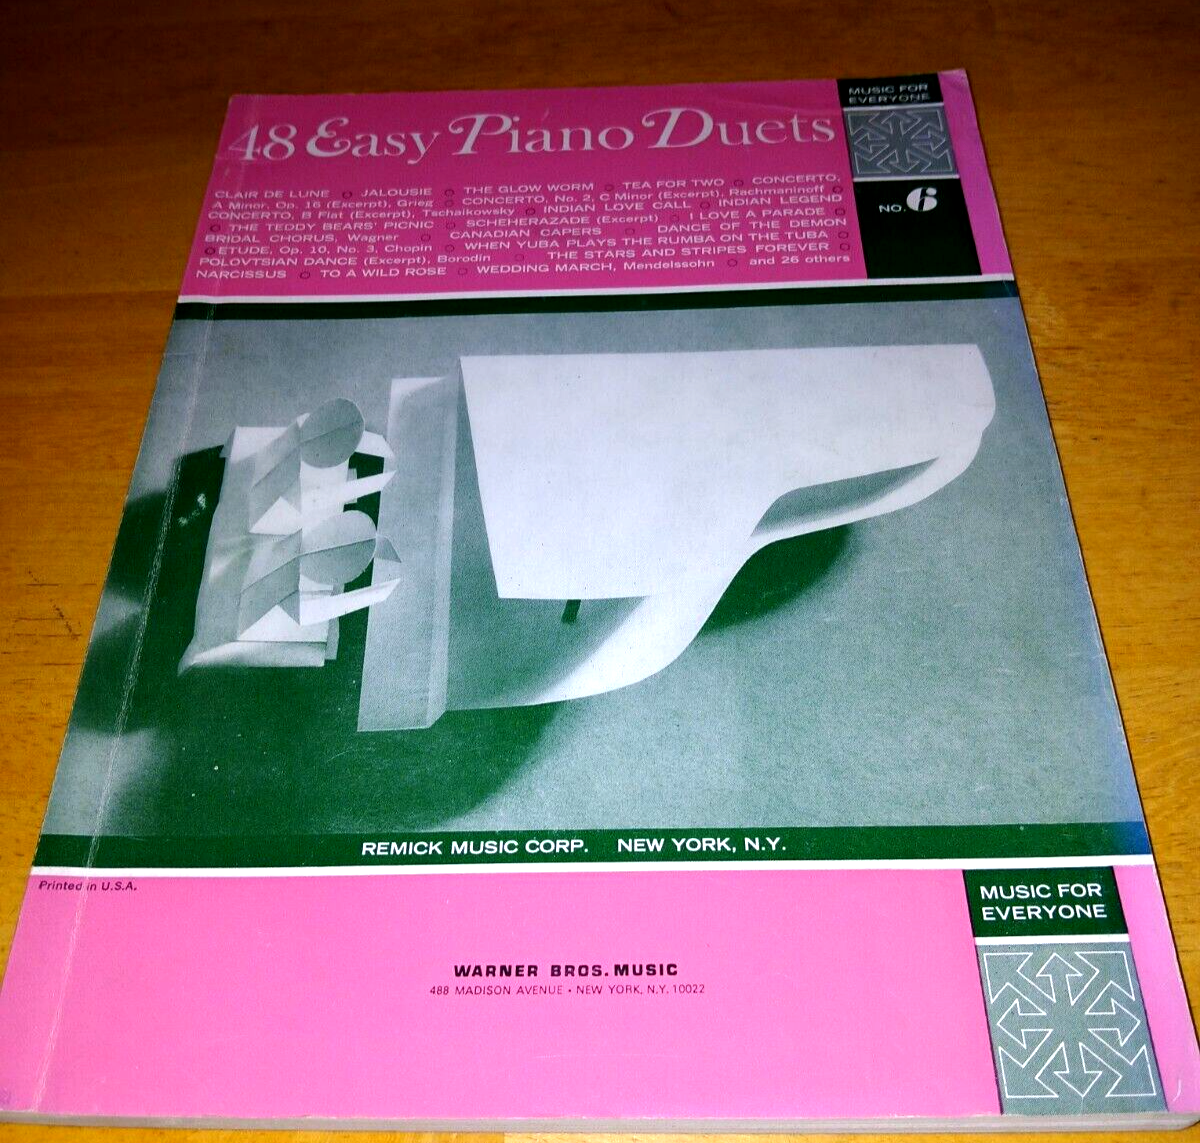 48 Easy Piano Duets
CLAIR DE LUNE o JALOUSIE o THE GLOW WORM o TEA FOR TWO o CONCERTO,
A Minor, Op. 16 (Excerpt), Grieg o CONCERTO, No. 2, C Minor (Excerpt), Rachmaninoff o
CONCERTO, B Flat (Excerpt), Tschaikowsky o INDIAN LOVE CALL o INDIAN LEGEND
o THE TEDDY BEARS' PICNIC o SCHEHERAZADE (Excerpt) o I LOVE A PARADE o
BRIDAL CHORUS, Wagner o CANADIAN CAPERS o DANCE OF THE DEMON
o ETUDE, Op. 10, No. 3, Chopin o WHEN YUBA PLAYS THE RUMBA ON THE TUBA o
POLOVTSIAN DANCE (Excerpt), Borodin o THE STARS AND STRIPES FOREVER o
NARCISSUS o TO A WILD ROSE o WEDDING MARCH, Mendelssohn o and 26 others
MUSIC FOR
EVERYONE
NO. 6
REMICK MUSIC CORP. NEW YORK, N.Y.
Printed in U.S.A.
MUSIC FOR
EVERYONE
WARNER BROS. MUSIC
488 MADISON AVENUE • NEW YORK, N.Y. 10022